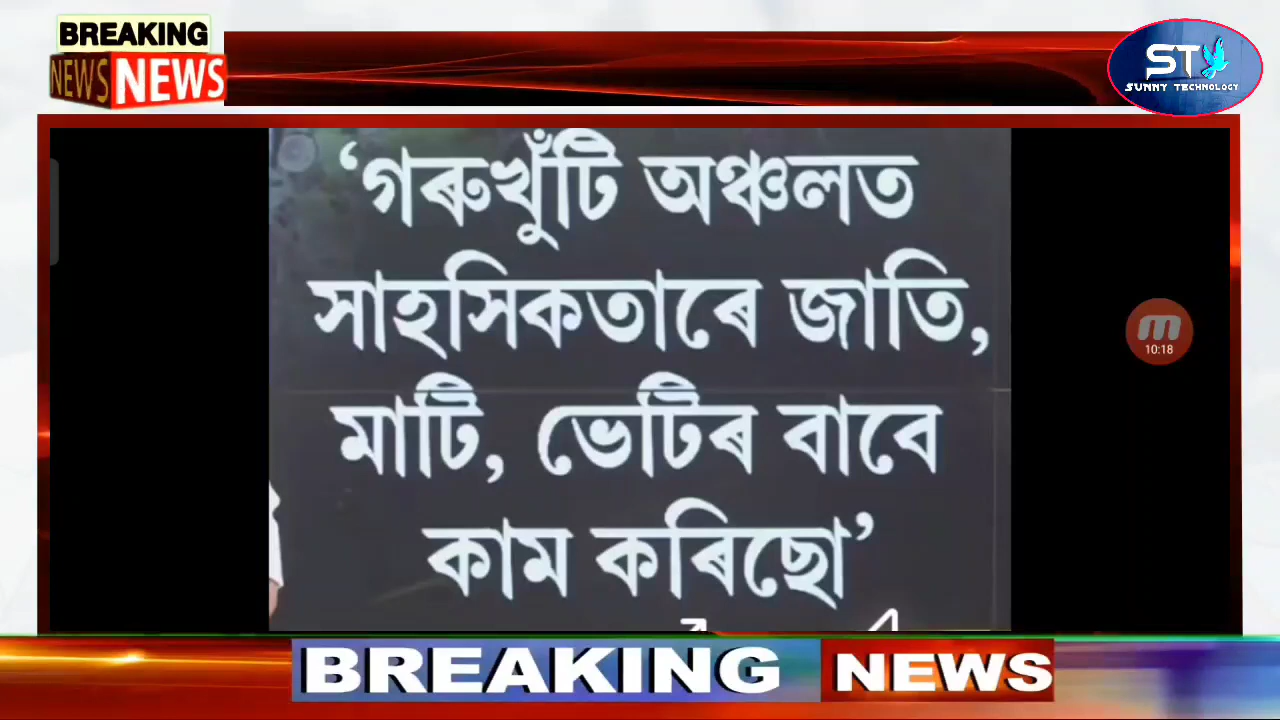 BREAKING
NEWS NEWS
ST
SUNNY TECHNOLOGY
‘গৰুখুঁটি অঞ্চলত
সাহসিকতাৰে জাতি,
মাটি, ভেটিৰ বাবে
কাম কৰিছো’
10:18
BREAKING NEWS